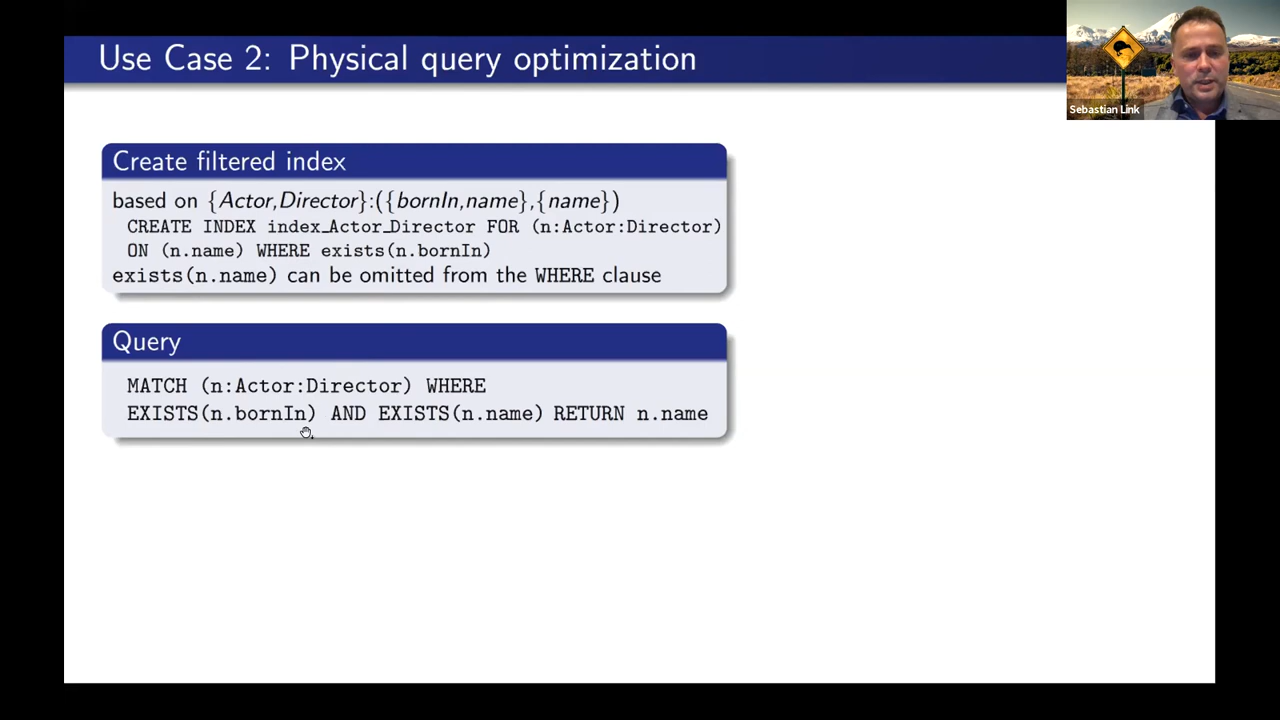 Use Case 2: Physical query optimization
Sebastian Link
Create filtered index
based on {Actor,Director}:({bornIn,name},{name})
CREATE INDEX index_Actor_Director FOR (n:Actor:Director)
ON (n.name) WHERE exists(n.bornIn)
exists(n.name) can be omitted from the WHERE clause
Query
MATCH (n:Actor:Director) WHERE
EXISTS(n.bornIn) AND EXISTS(n.name) RETURN n.name